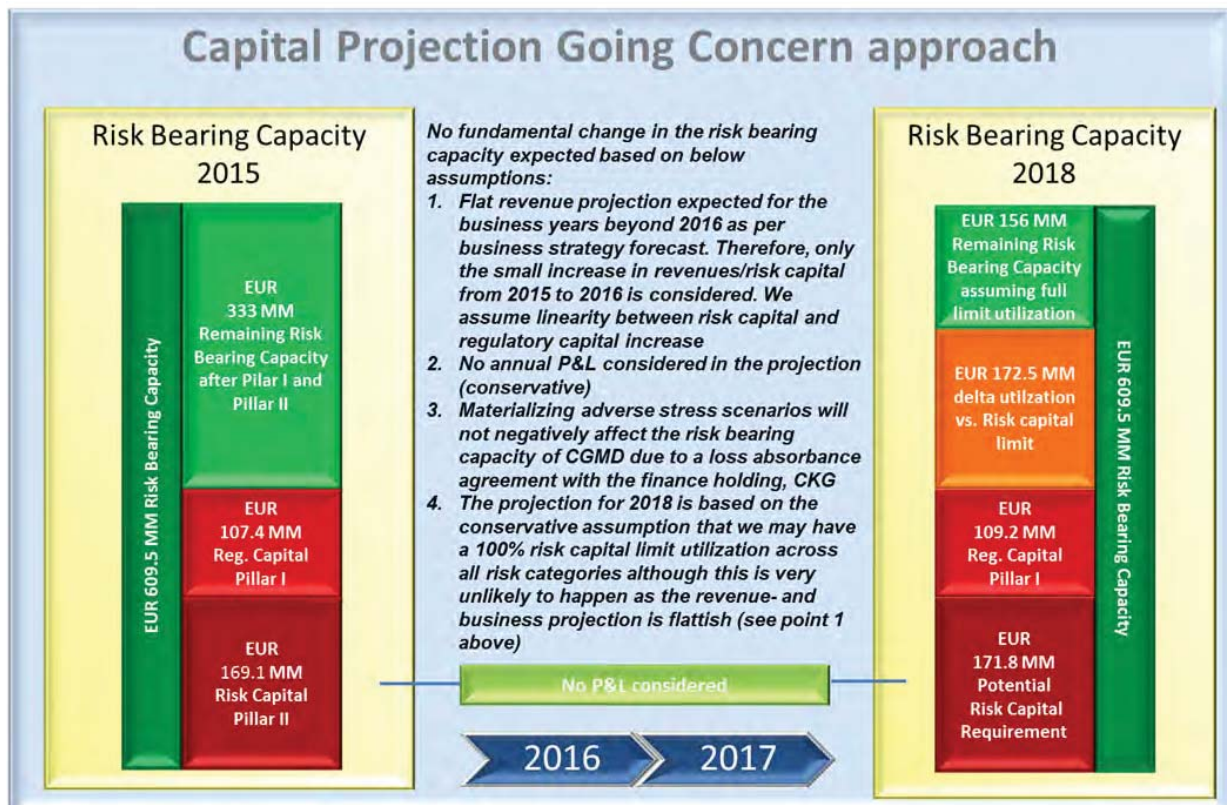 Capital Projection Going Concern approach
Risk Bearing Capacity
2015
EUR 609.5 MM Risk Bearing Capacity
EUR
333 MM
Remaining Risk
Bearing Capacity
after Pilar I and
Pillar II
EUR
107.4 MM
Reg. Capital
Pillar I
EUR
169.1 MM
Risk Capital
Pillar II
No fundamental change in the risk bearing
capacity expected based on below
assumptions:
1. Flat revenue projection expected for the
business years beyond 2016 as per
business strategy forecast. Therefore, only
the small increase in revenues/risk capital
from 2015 to 2016 is considered. We
assume linearity between risk capital and
regulatory capital increase
2. No annual P&L considered in the projection
(conservative)
3. Materializing adverse stress scenarios will
not negatively affect the risk bearing
capacity of CGMD due to a loss absorbance
agreement with the finance holding, CKG
4. The projection for 2018 is based on the
conservative assumption that we may have
a 100% risk capital limit utilization across
all risk categories although this is very
unlikely to happen as the revenue- and
business projection is flattish (see point 1
above)
No P&L considered
2016
2017
Risk Bearing Capacity
2018
EUR 156 MM
Remaining Risk
Bearing Capacity
assuming full
limit utilization
EUR 172.5 MM
delta utilzation
vs. Risk capital
limit
EUR
109.2 MM
Reg. Capital
Pillar I
EUR
171.8 MM
Potential
Risk Capital
Requirement
EUR 609.5 MM Risk Bearing Capacity